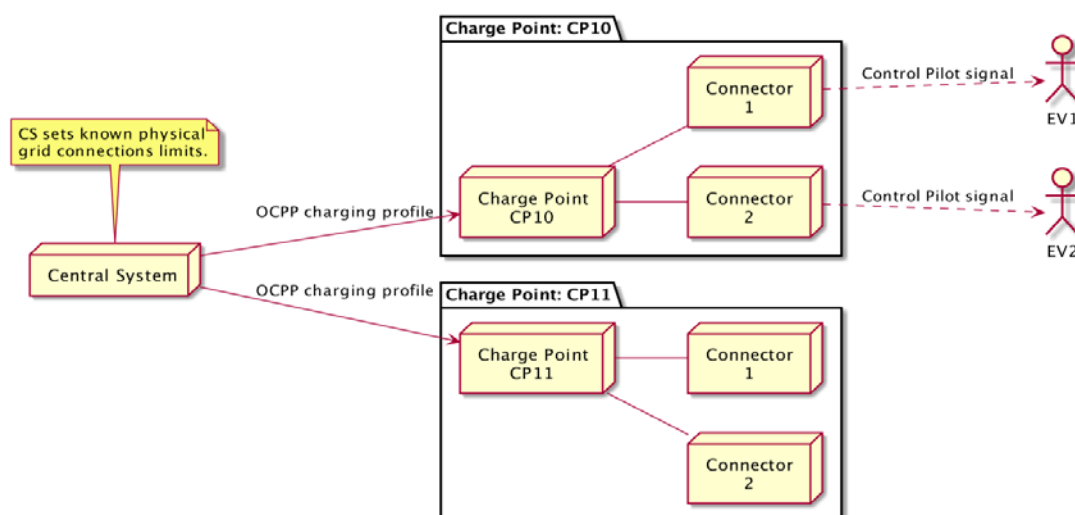 Charge Point: CP10
Connector
1
Control Pilot signal
EV1
CS sets known physical
grid connections limits.
Charge Point
CP10
Connector
2
Control Pilot signal
EV2
OCPP charging profile
Central System
OCPP charging profile
Charge Point: CP11
Charge Point
CP11
Connector
1
Connector
2